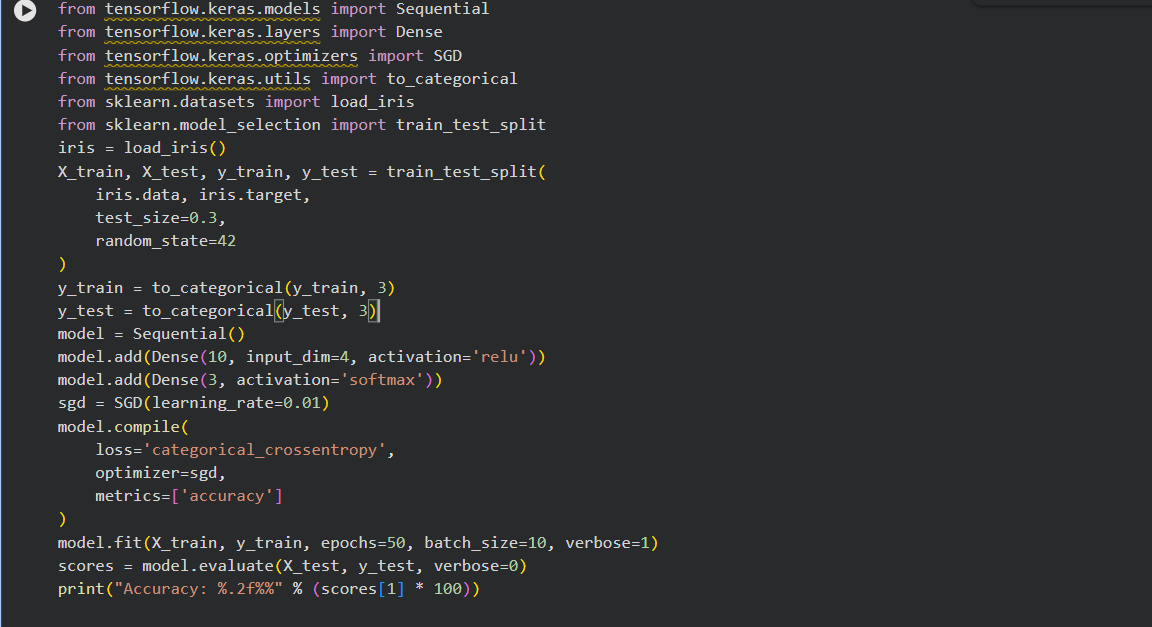 from tensorflow.keras.models import Sequential
from tensorflow.keras.layers import Dense
from tensorflow.keras.optimizers import SGD
from tensorflow.keras.utils import to_categorical
from sklearn.datasets import load_iris
from sklearn.model_selection import train_test_split
iris = load_iris()
X_train, X_test, y_train, y_test = train_test_split(
    iris.data, iris.target,
    test_size=0.3,
    random_state=42
)
y_train = to_categorical(y_train, 3)
y_test = to_categorical(y_test, 3)
model = Sequential()
model.add(Dense(10, input_dim=4, activation='relu'))
model.add(Dense(3, activation='softmax'))
sgd = SGD(learning_rate=0.01)
model.compile(
    loss='categorical_crossentropy',
    optimizer=sgd,
    metrics=['accuracy']
)
model.fit(X_train, y_train, epochs=50, batch_size=10, verbose=1)
scores = model.evaluate(X_test, y_test, verbose=0)
print("Accuracy: %.2f%%" % (scores[1] * 100))